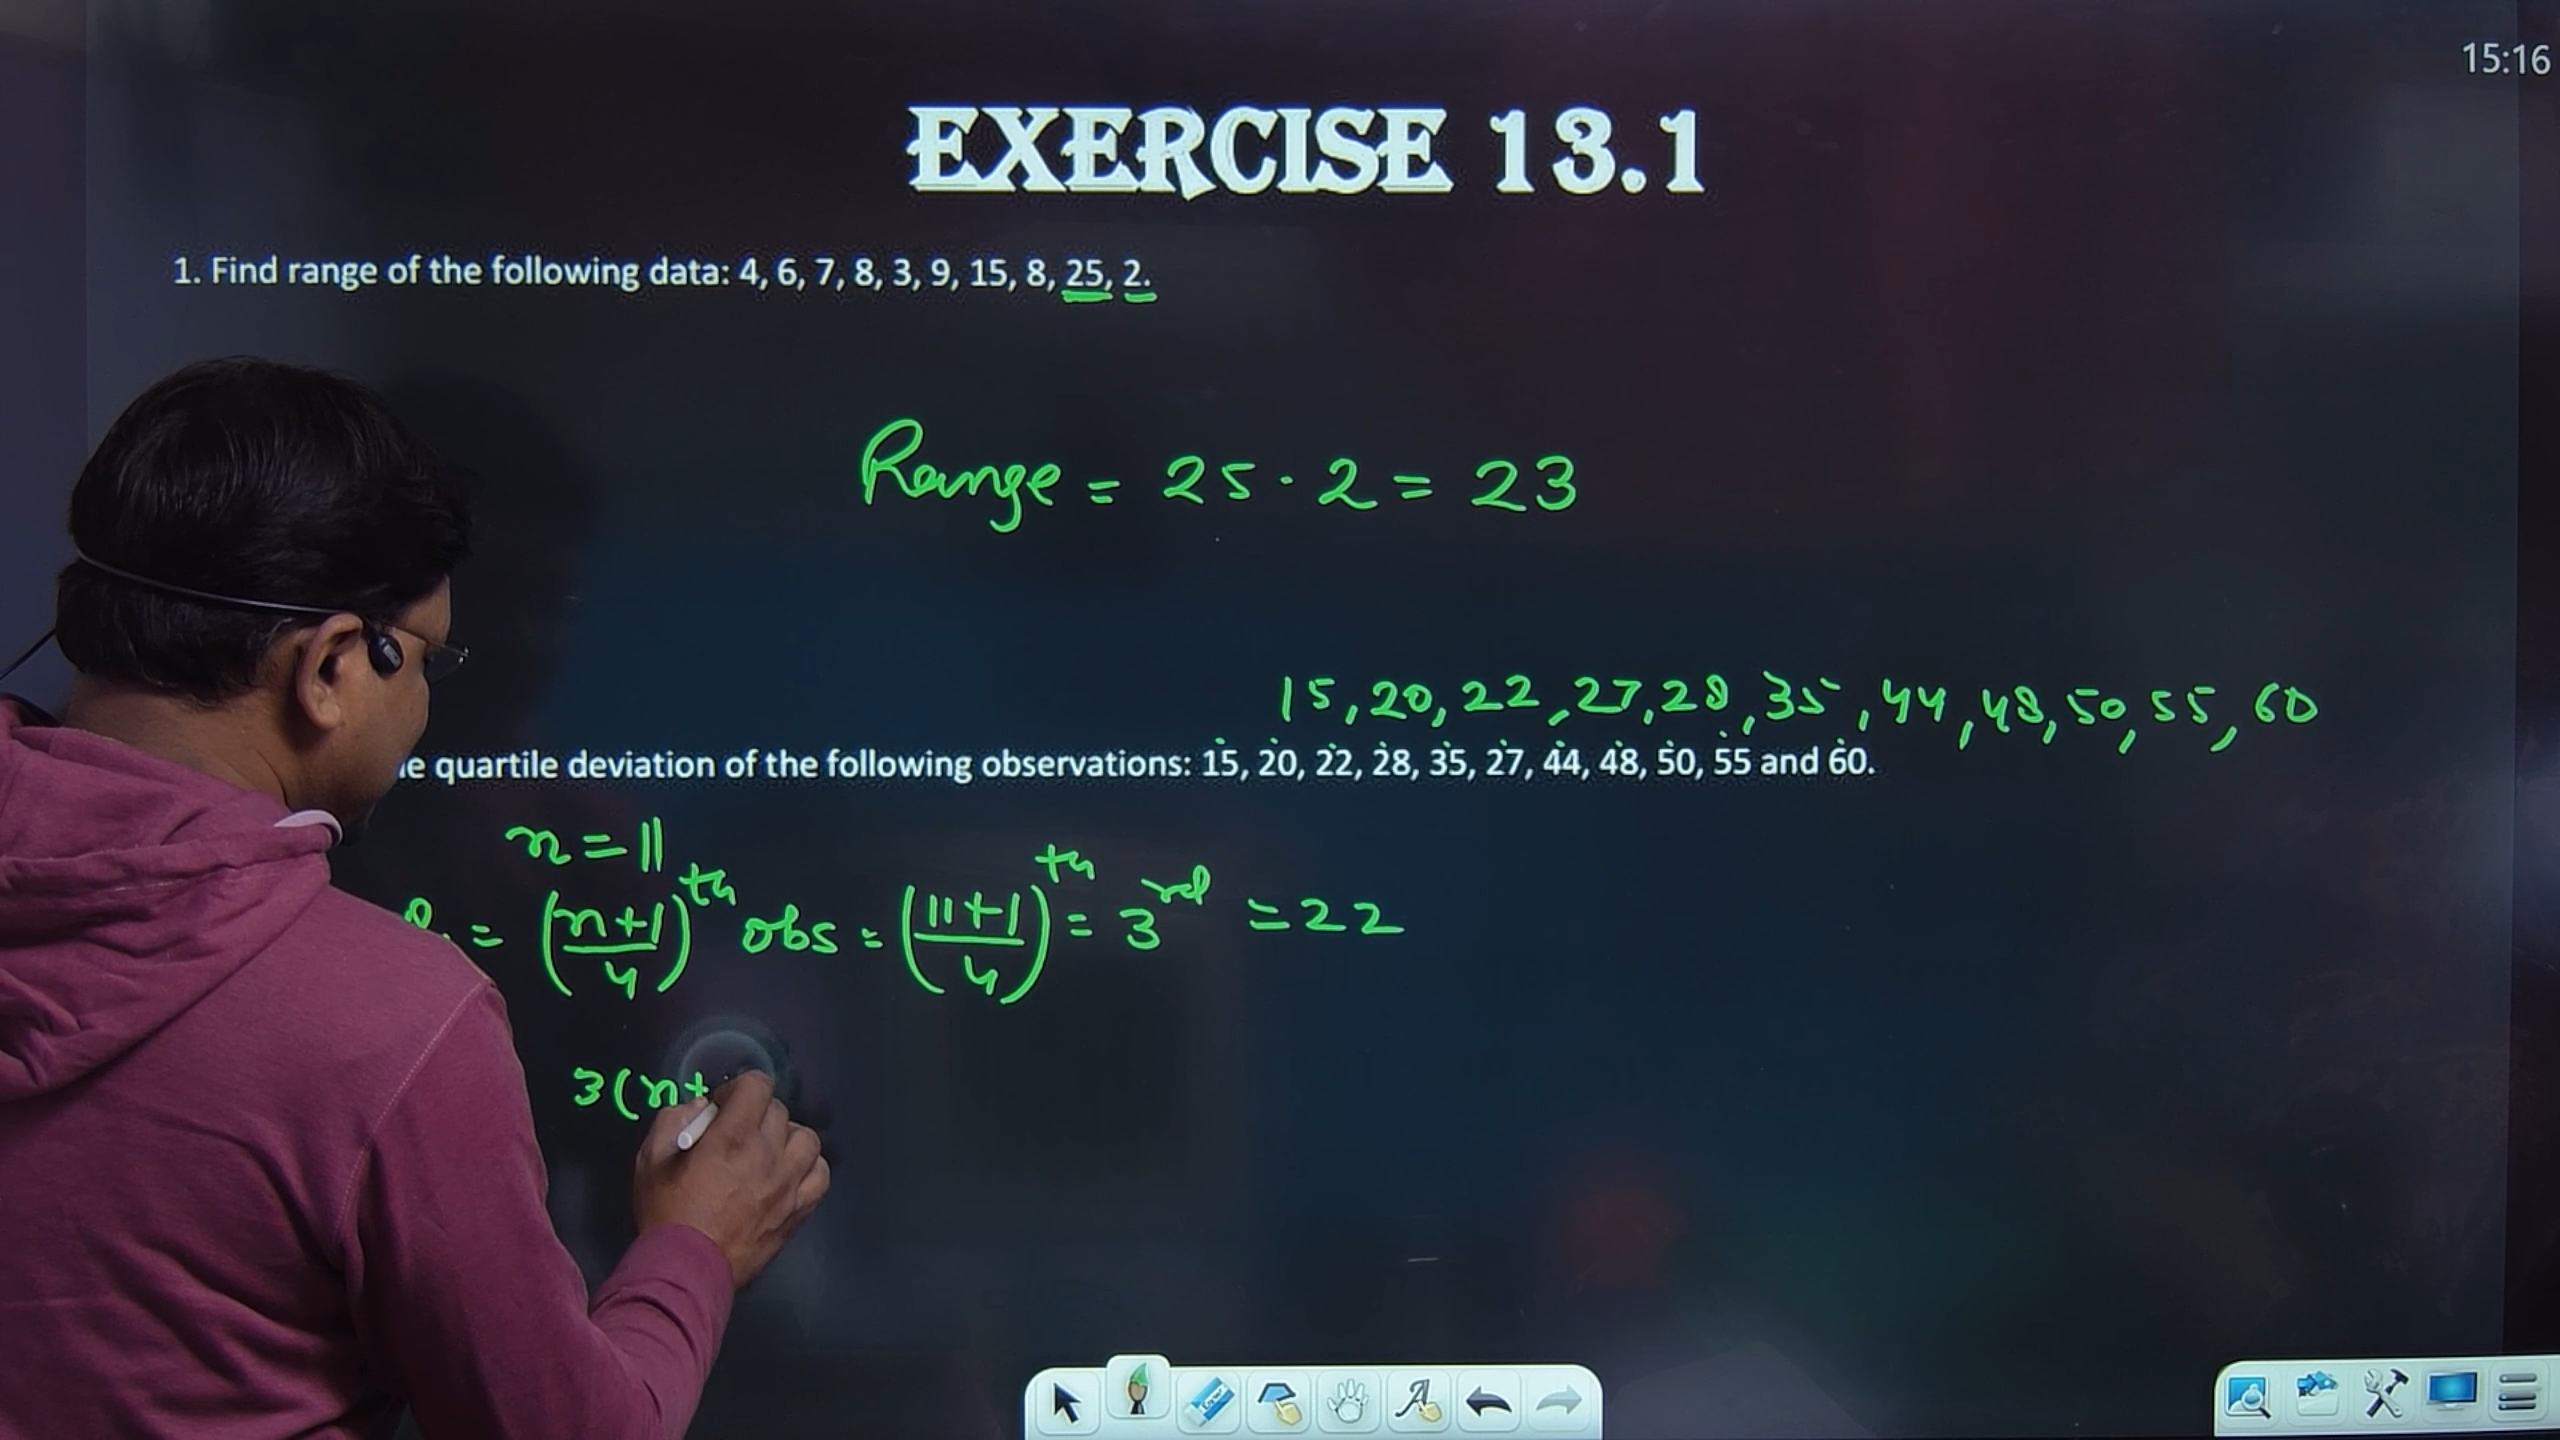 15:16
EXERCISE 13.1
1. Find range of the following data: 4, 6, 7, 8, 3, 9, 15, 8, 25, 2.
Range = 25 - 2 = 23
15, 20, 22, 27, 28, 35, 44, 48, 50, 55, 60
quartile deviation of the following observations: 15, 20, 22, 28, 35, 27, 44, 48, 50, 55 and 60.
n = 11
= (n+1/4)th obs = (11+1/4)th = 3rd = 22
3(n+